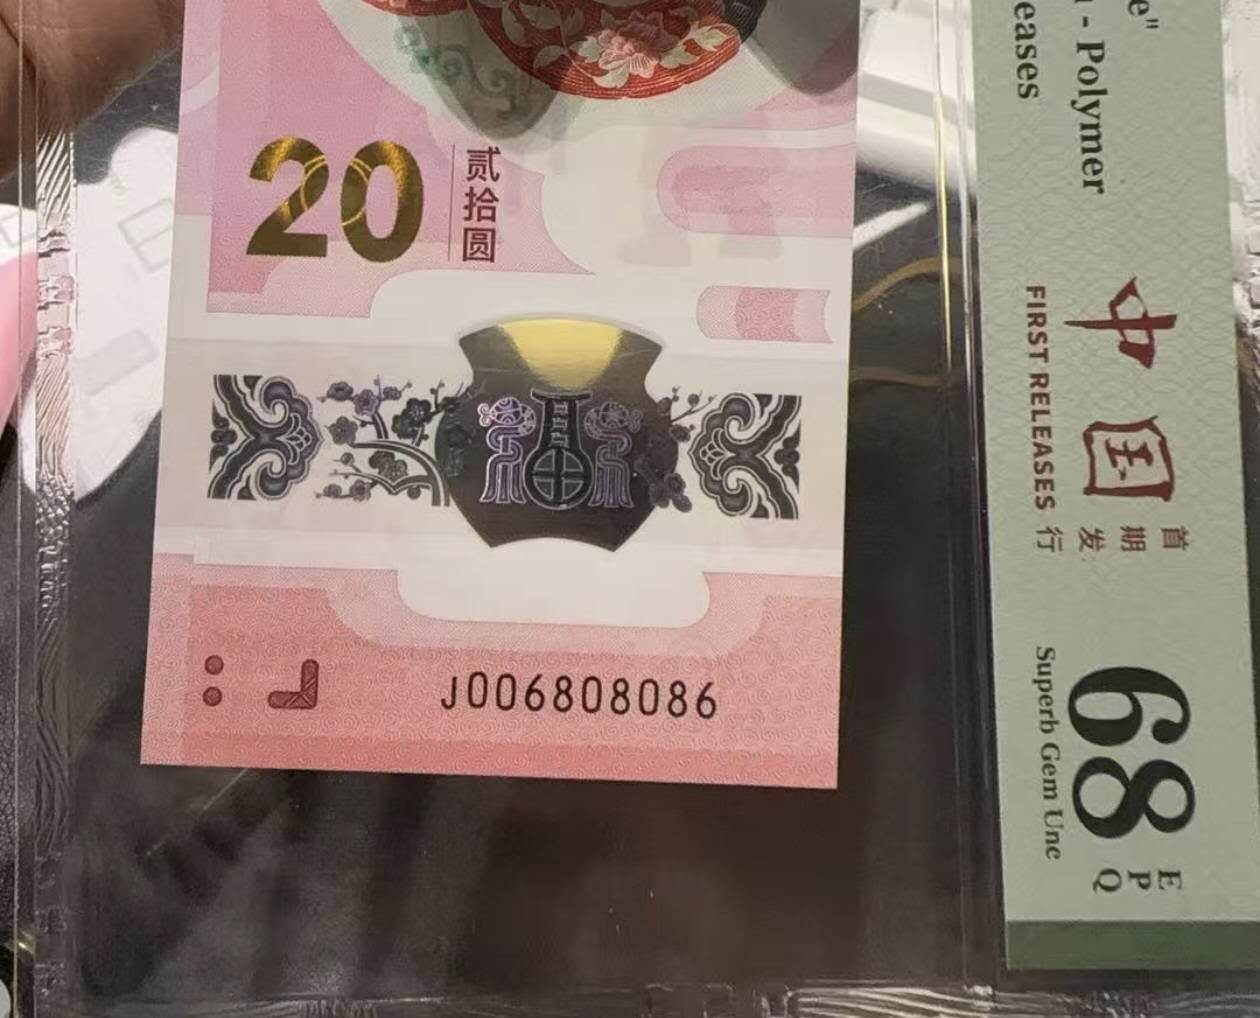 20
贰拾圆
J006808086
e"
- Polymer
eases
中国
FIRST RELEASES
首期发行
68
EPQ
Superb Gem Unc